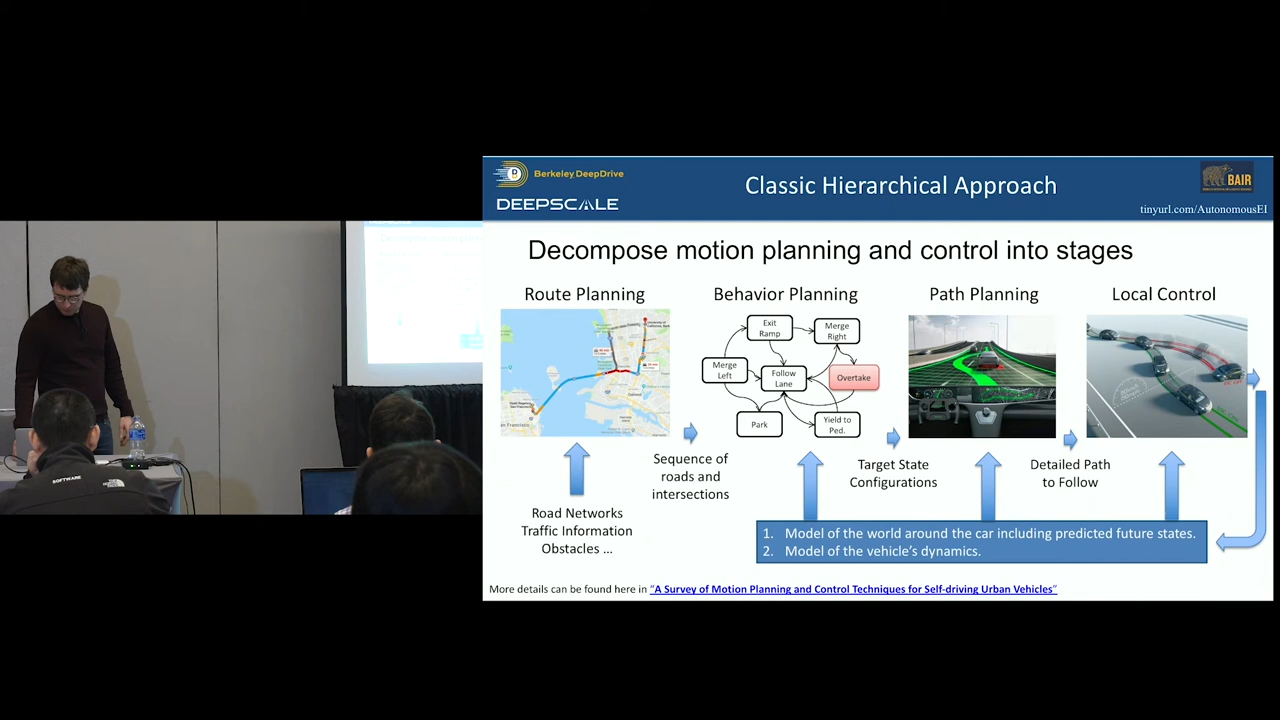 Berkeley DeepDrive
DEEPSCALE
Classic Hierarchical Approach
BAIR
tinyurl.com/AutonomousEI
Decompose motion planning and control into stages
Route Planning
Behavior Planning
Path Planning
Local Control
Exit
Ramp
Merge
Right
Merge
Left
Follow
Lane
Overtake
Park
Yield to
Ped.
Sequence of
roads and
intersections
Target State
Configurations
Detailed Path
to Follow
Road Networks
Traffic Information
Obstacles ...
1. Model of the world around the car including predicted future states.
2. Model of the vehicle's dynamics.
More details can be found here in "A Survey of Motion Planning and Control Techniques for Self-driving Urban Vehicles"
SOFTWARE